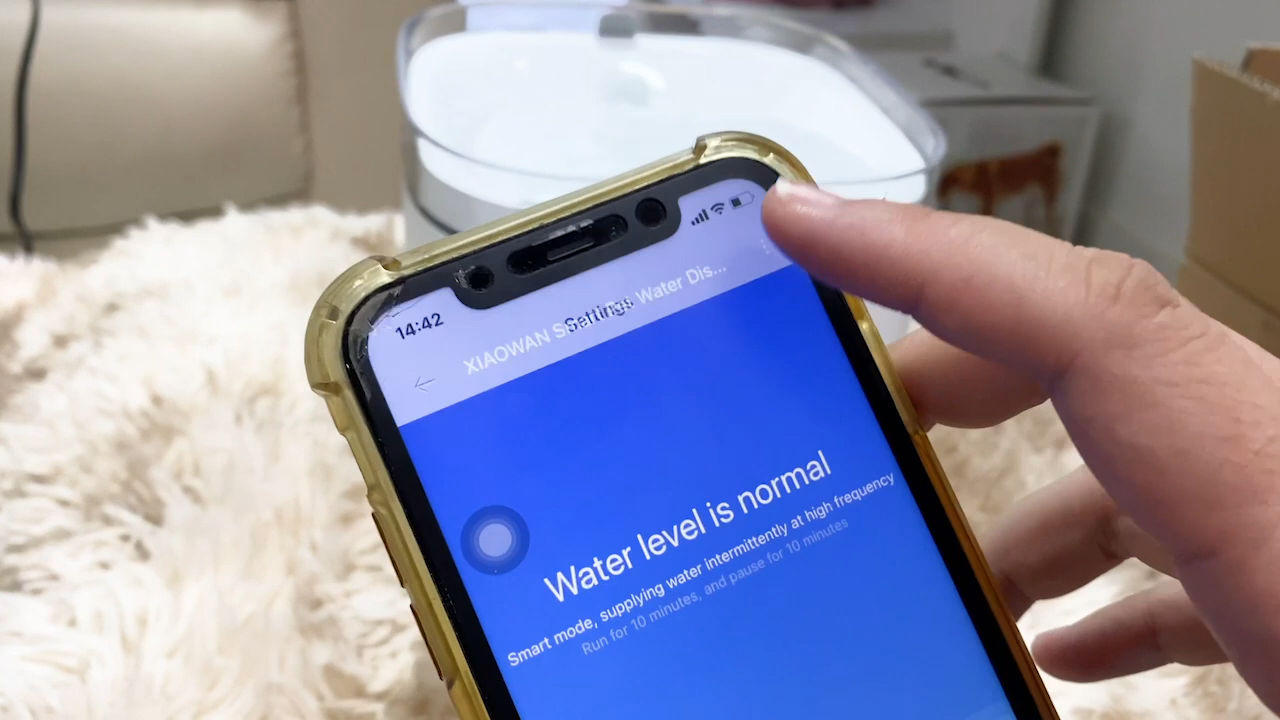 14:42
Settings
XIAOWAN Water Dis...
Water level is normal
Smart mode, supplying water intermittently at high frequency
Run for 10 minutes, and pause for 10 minutes